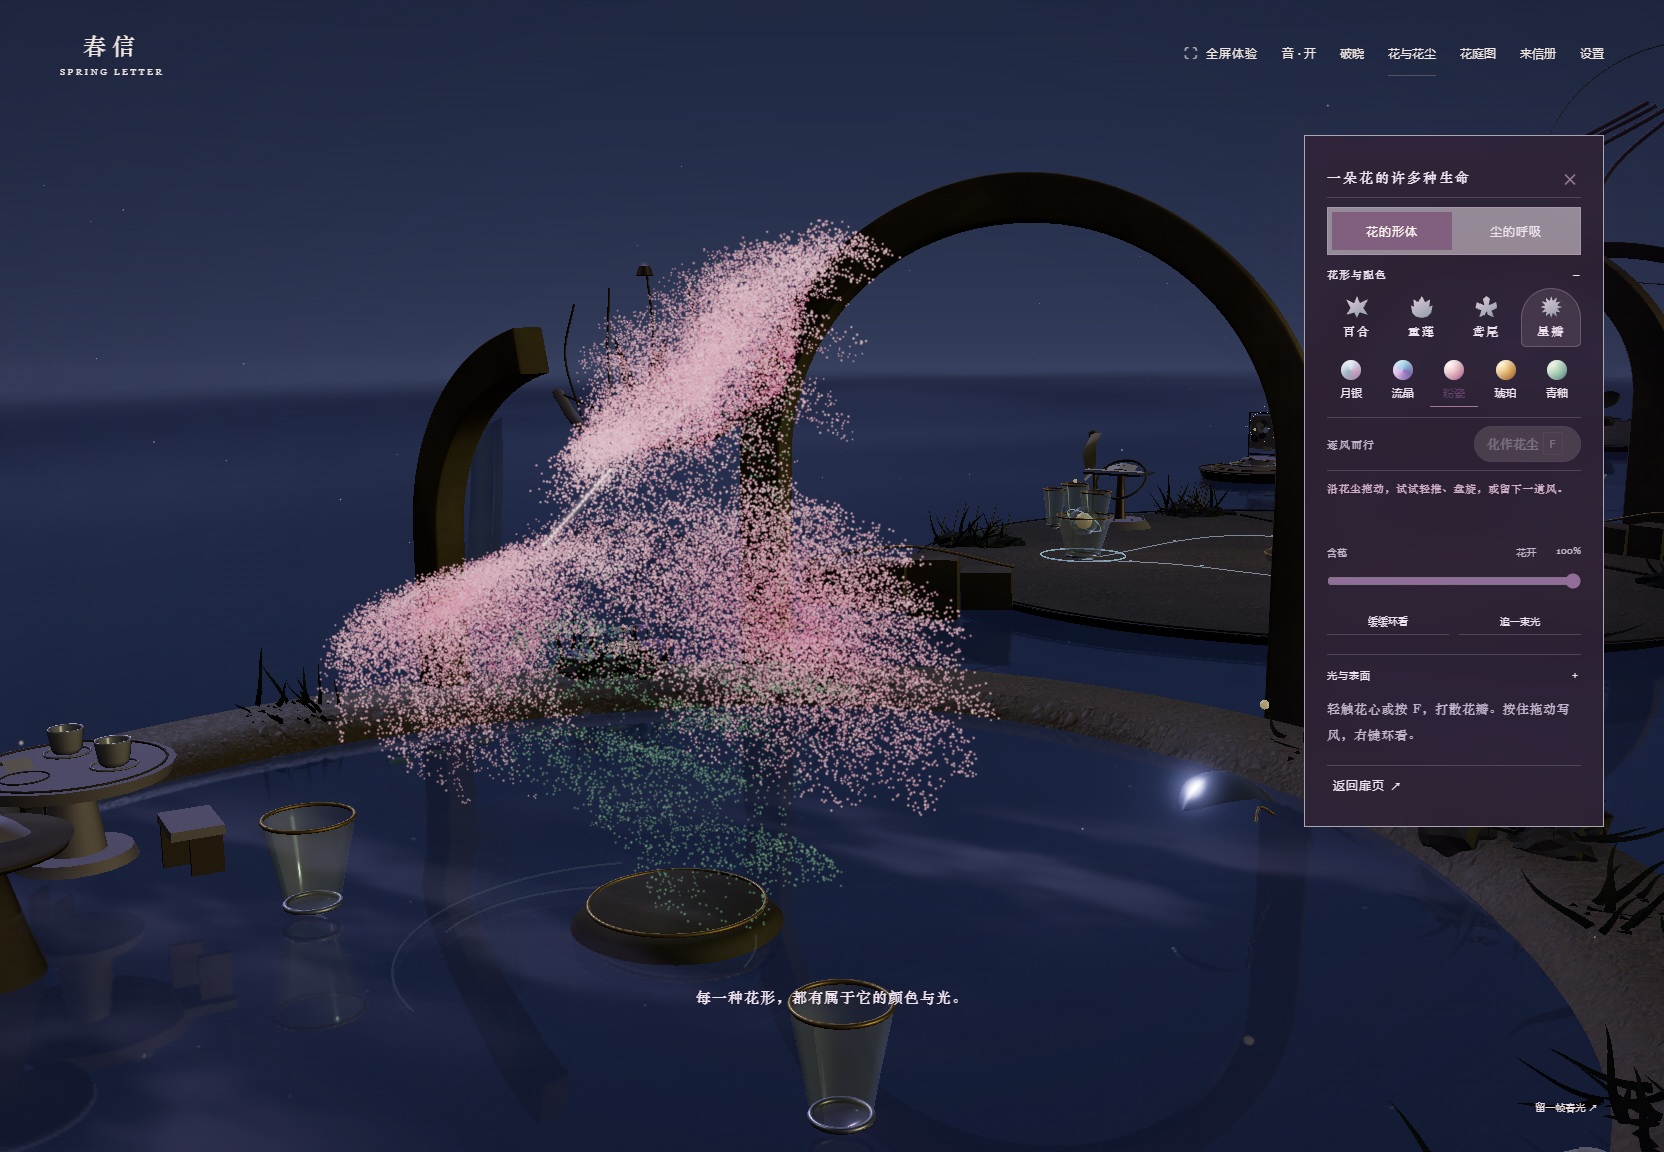 春信
SPRING LETTER
全屏体验 音·开 破晓 花与花尘 花庭图 来信册 设置
一朵花的许多种生命
花的形体 尘的呼吸
花形与配色
百合 重莲 鸢尾 星瓣
月银 流晶 粉瓷 琥珀 青釉
逐风而行 化作花尘 F
沿花尘拖动，试试轻推、盘旋，或留下一道风。
含苞 花开 100%
缓缓环看 追一束光
光与表面 +
轻触花心或按 F，打散花瓣。按住拖动写
风，右键环看。
返回扉页 ↗
每一种花形，都有属于它的颜色与光。
留一帧春光 ↗